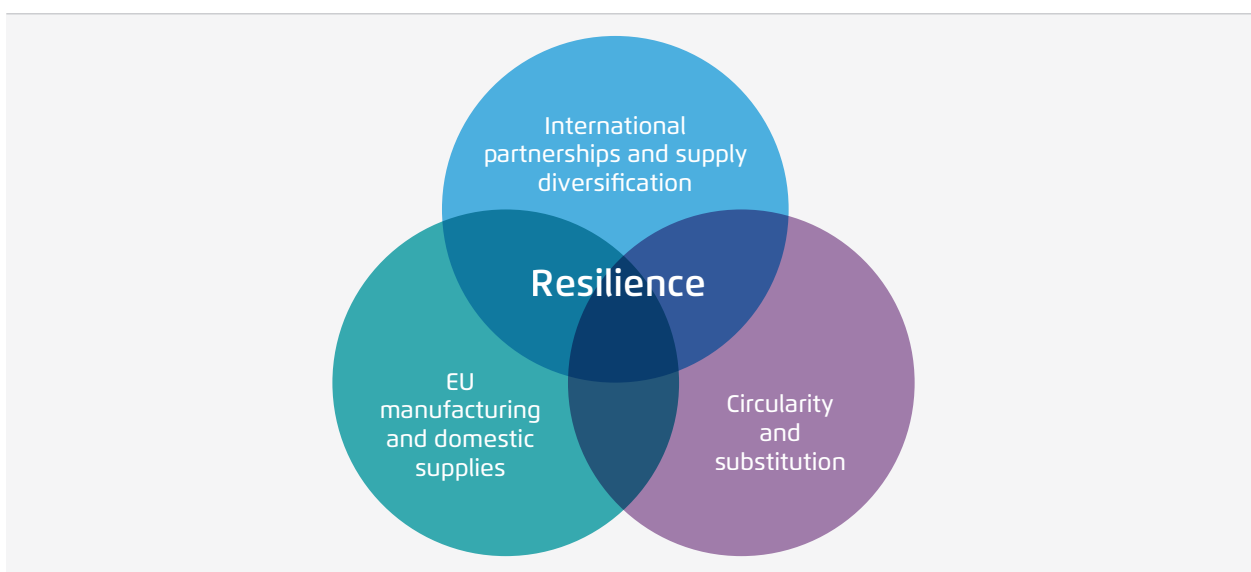 International
partnerships and supply
diversification
Resilience
EU
manufacturing
and domestic
supplies
Circularity
and
substitution